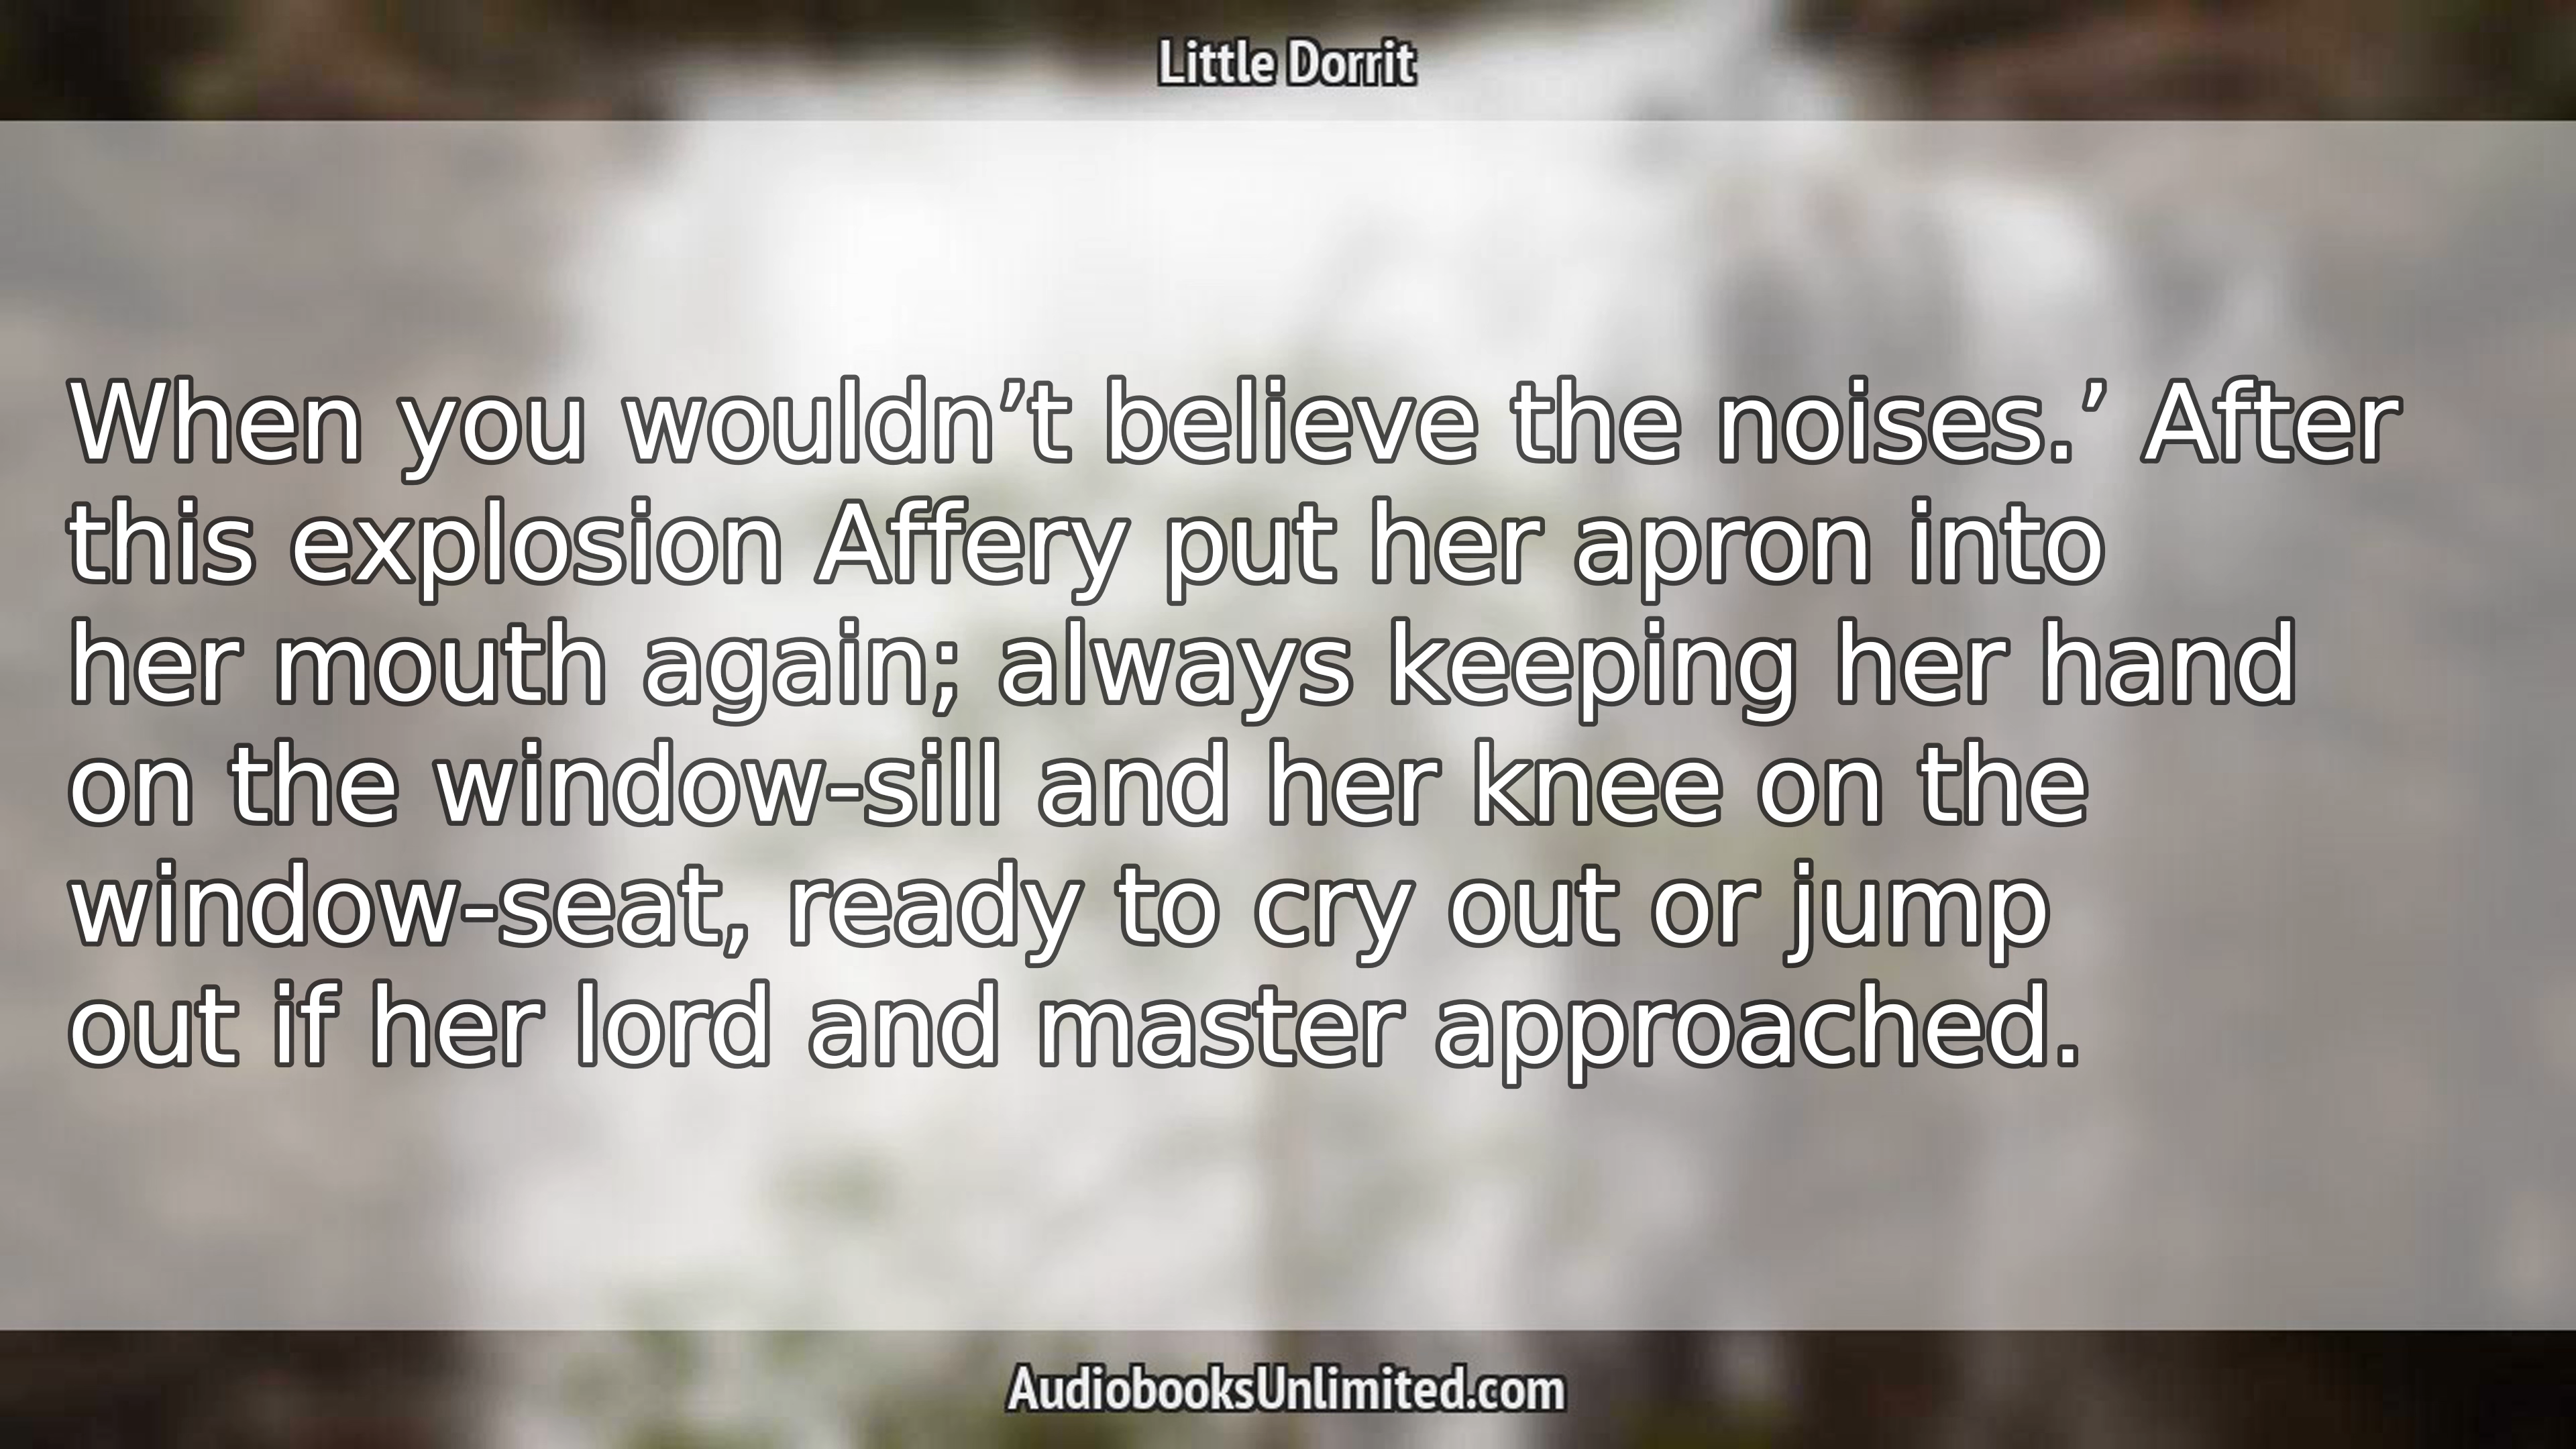 Little Dorrit
When you wouldn’t believe the noises.’ After
this explosion Affery put her apron into
her mouth again; always keeping her hand
on the window-sill and her knee on the
window-seat, ready to cry out or jump
out if her lord and master approached.
AudiobooksUnlimited.com